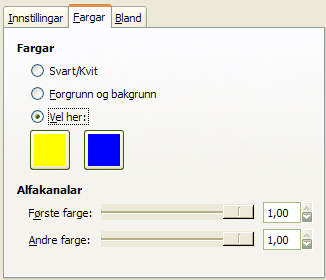 Innstillingar Fargar Bland
Fargar
Svart/Kvit
Forgrunn og bakgrunn
Vel her:
Alfakanalar
Første farge: 1,00
Andre farge: 1,00